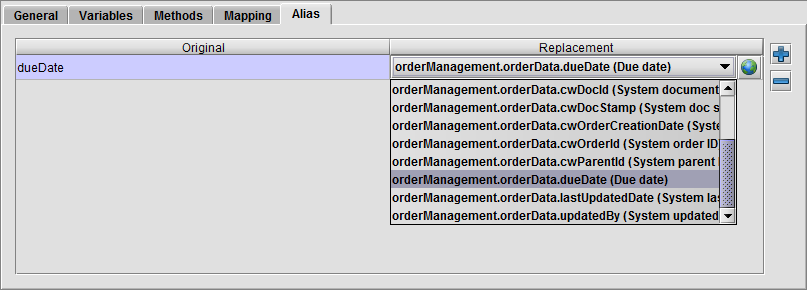 General Variables Methods Mapping Alias
Original Replacement
dueDate orderManagement.orderData.dueDate (Due date)
orderManagement.orderData.cwDocId (System document
orderManagement.orderData.cwDocStamp (System doc s
orderManagement.orderData.cwOrderCreationDate (Syste
orderManagement.orderData.cwOrderId (System order ID
orderManagement.orderData.cwParentId (System parent
orderManagement.orderData.dueDate (Due date)
orderManagement.orderData.lastUpdatedDate (System las
orderManagement.orderData.updatedBy (System updated